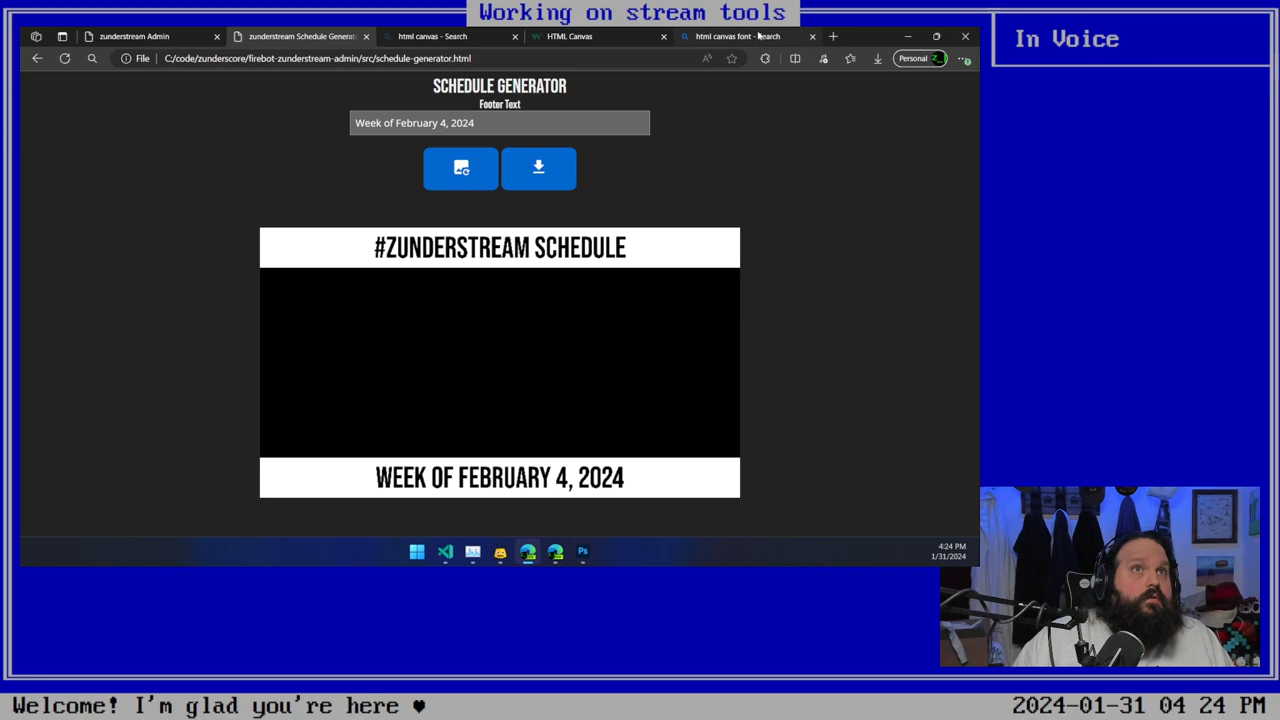 Working on stream tools
zunderstream Admin
zunderstream Schedule Generat
html canvas - Search
HTML Canvas
html canvas font - Search
File
C:/code/zunderscore/firebot-zunderstream-admin/src/schedule-generator.html
Personal
In Voice
SCHEDULE GENERATOR
Footer Text
Week of February 4, 2024
#ZUNDERSTREAM SCHEDULE
WEEK OF FEBRUARY 4, 2024
Ps
4:24 PM
1/31/2024
Welcome! I'm glad you're here ♥
2024-01-31 04 24 PM